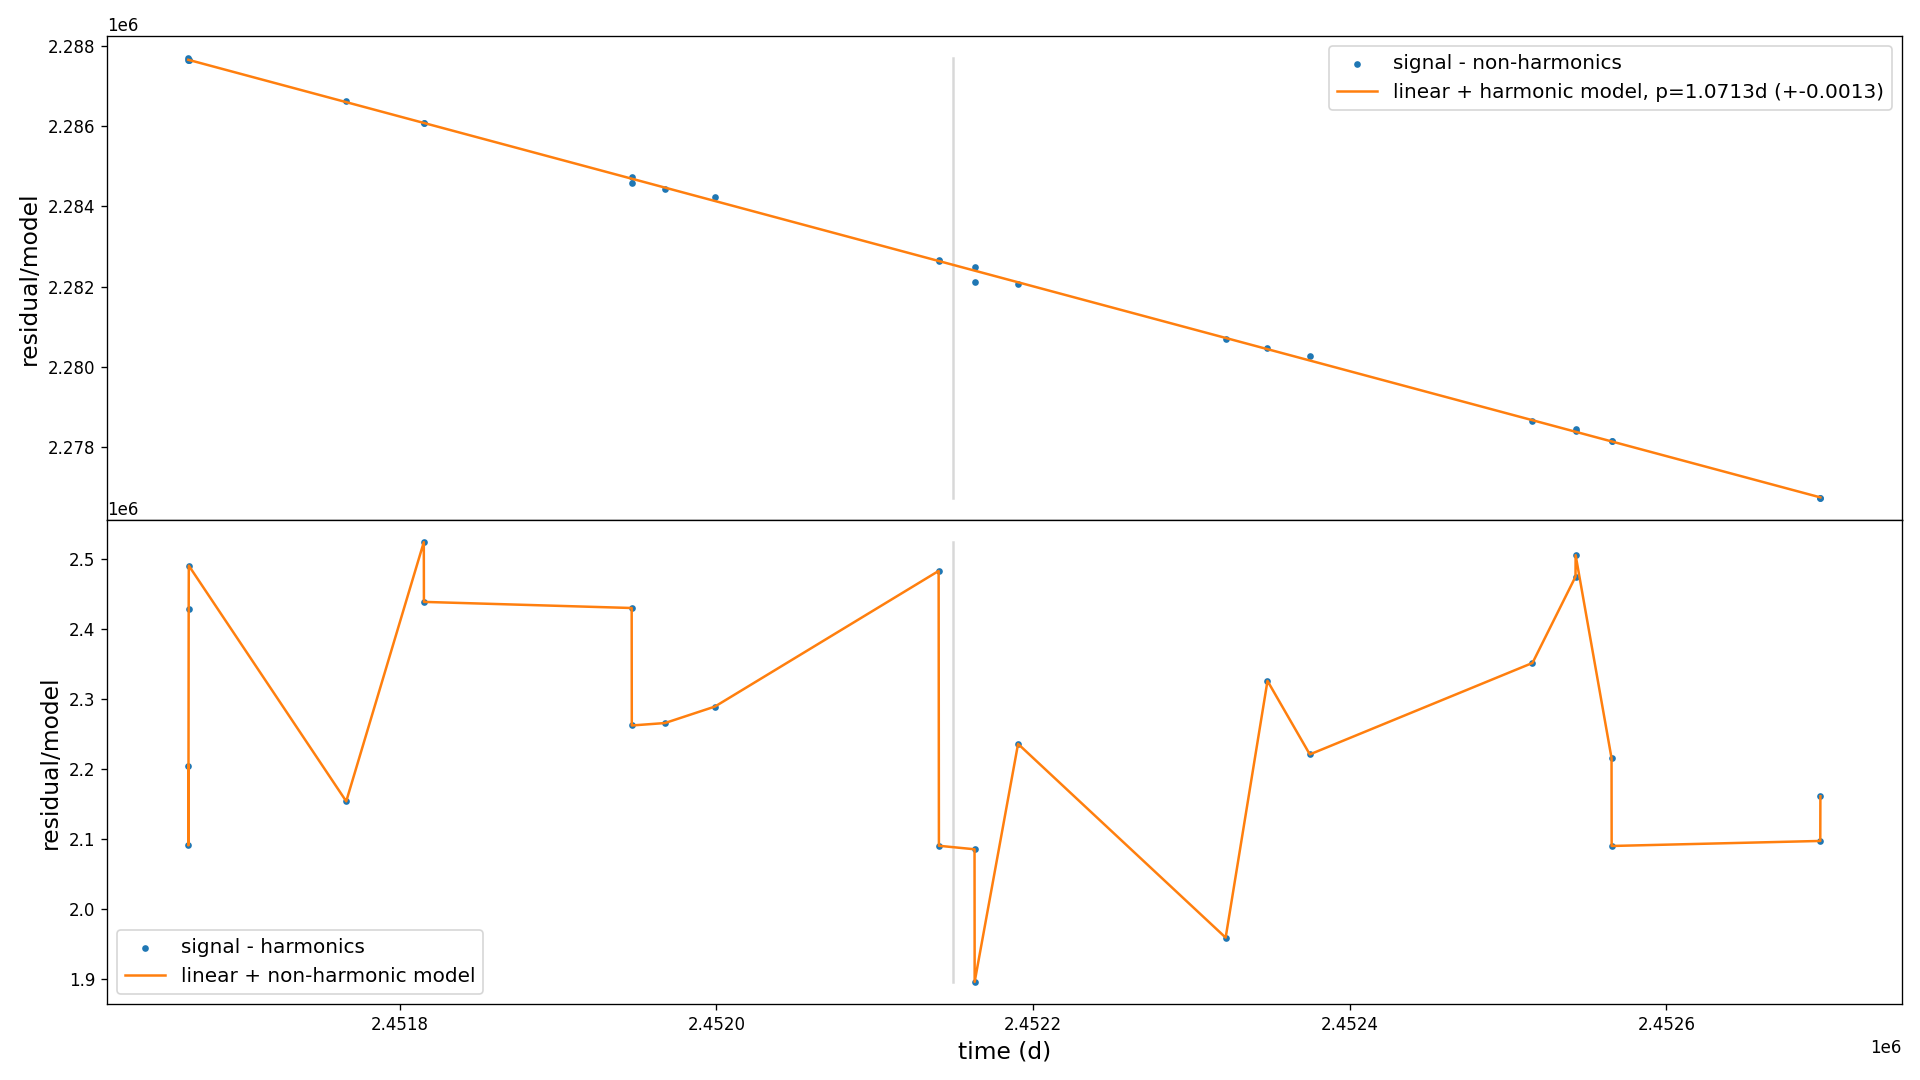 1e6
2.288
2.286
2.284
2.282
2.280
2.278
residual/model
signal - non-harmonics
linear + harmonic model, p=1.0713d (+-0.0013)
1e6
2.5
2.4
2.3
2.2
2.1
2.0
1.9
residual/model
signal - harmonics
linear + non-harmonic model
2.4518 2.4520 2.4522 2.4524 2.4526
1e6
time (d)